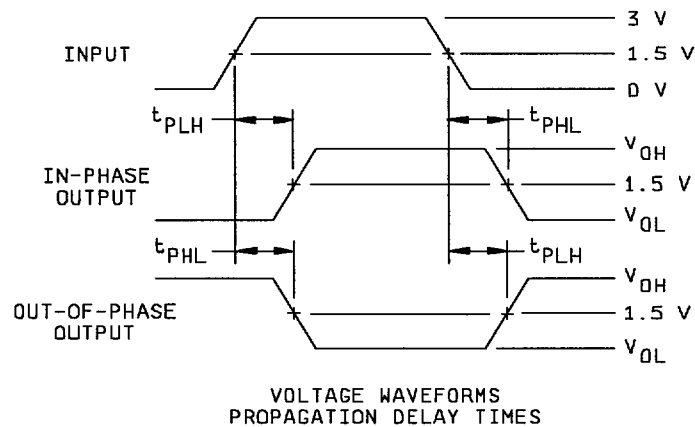 3 V
INPUT
1.5 V
0 V
tPLH
tPHL
VOH
IN-PHASE
OUTPUT
1.5 V
VOL
tPHL
tPLH
VOH
OUT-OF-PHASE
OUTPUT
1.5 V
VOL
VOLTAGE WAVEFORMS
PROPAGATION DELAY TIMES